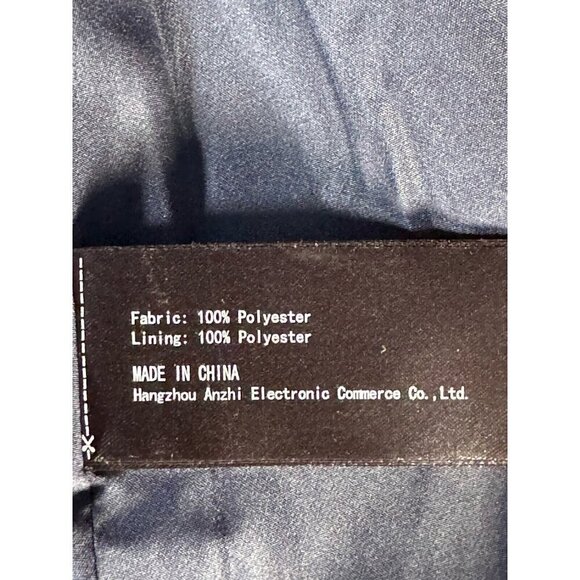 Fabric: 100% Polyester
Lining: 100% Polyester
MADE IN CHINA
Hangzhou Anzhi Electronic Commerce Co.,Ltd.